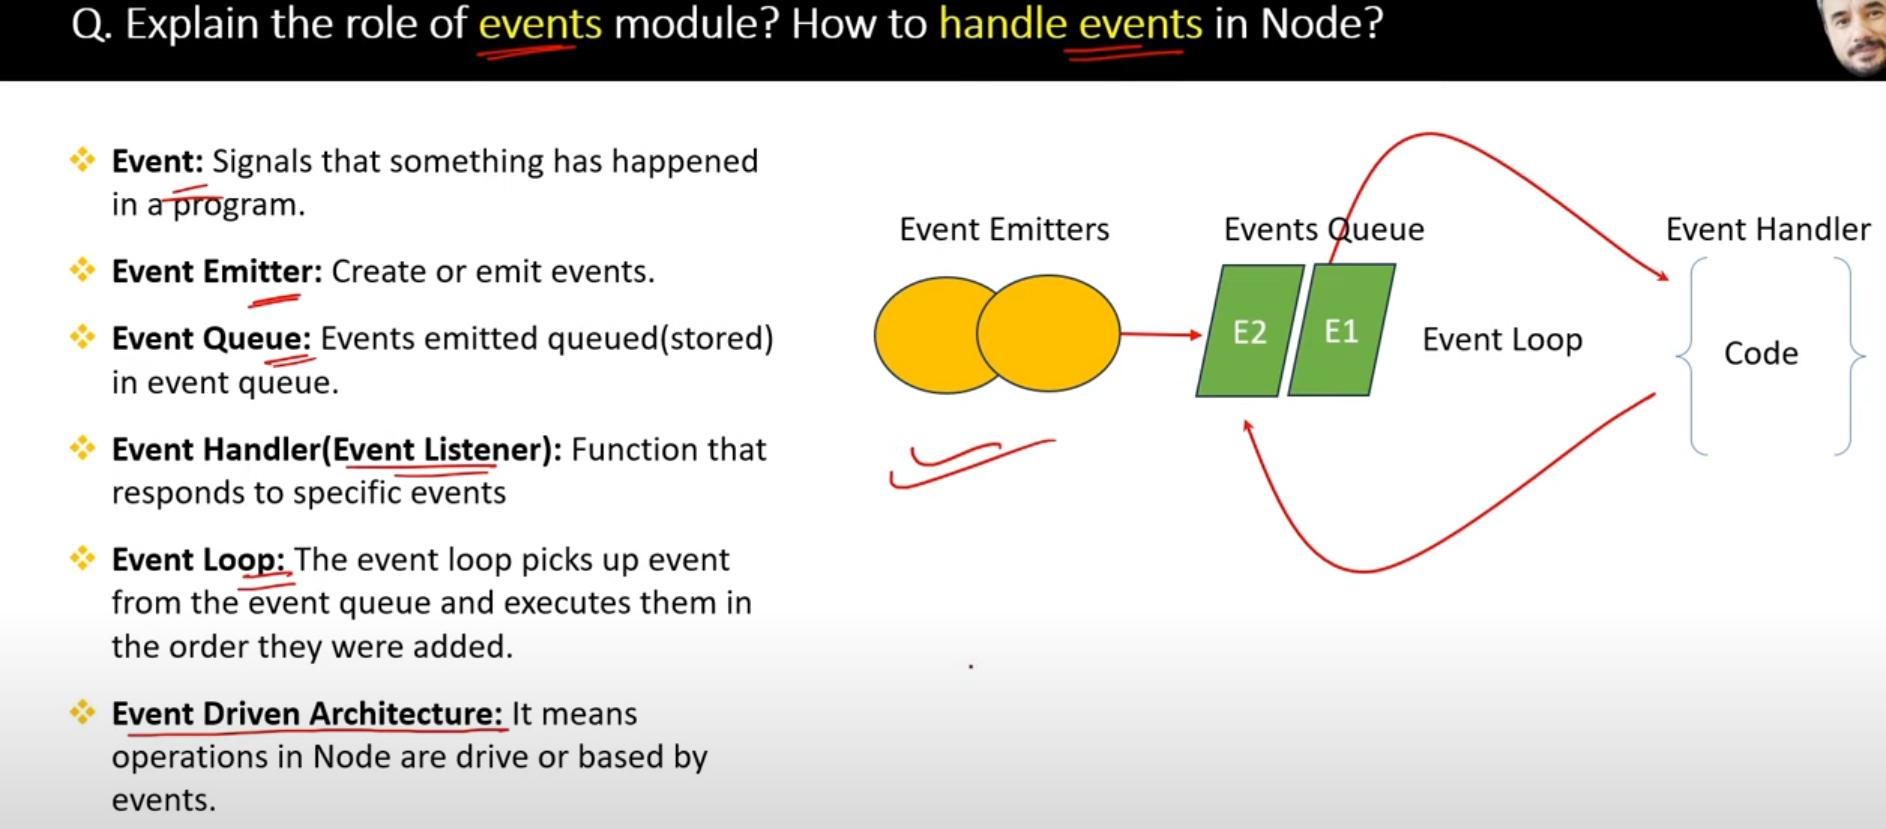 Q. Explain the role of events module? How to handle events in Node?
Event: Signals that something has happened
in a program.
Event Emitter: Create or emit events.
Event Queue: Events emitted queued(stored)
in event queue.
Event Handler(Event Listener): Function that
responds to specific events
Event Loop: The event loop picks up event
from the event queue and executes them in
the order they were added.
Event Driven Architecture: It means
operations in Node are drive or based by
events.
Event Emitters
Events Queue
Event Handler
E2
E1
Event Loop
Code